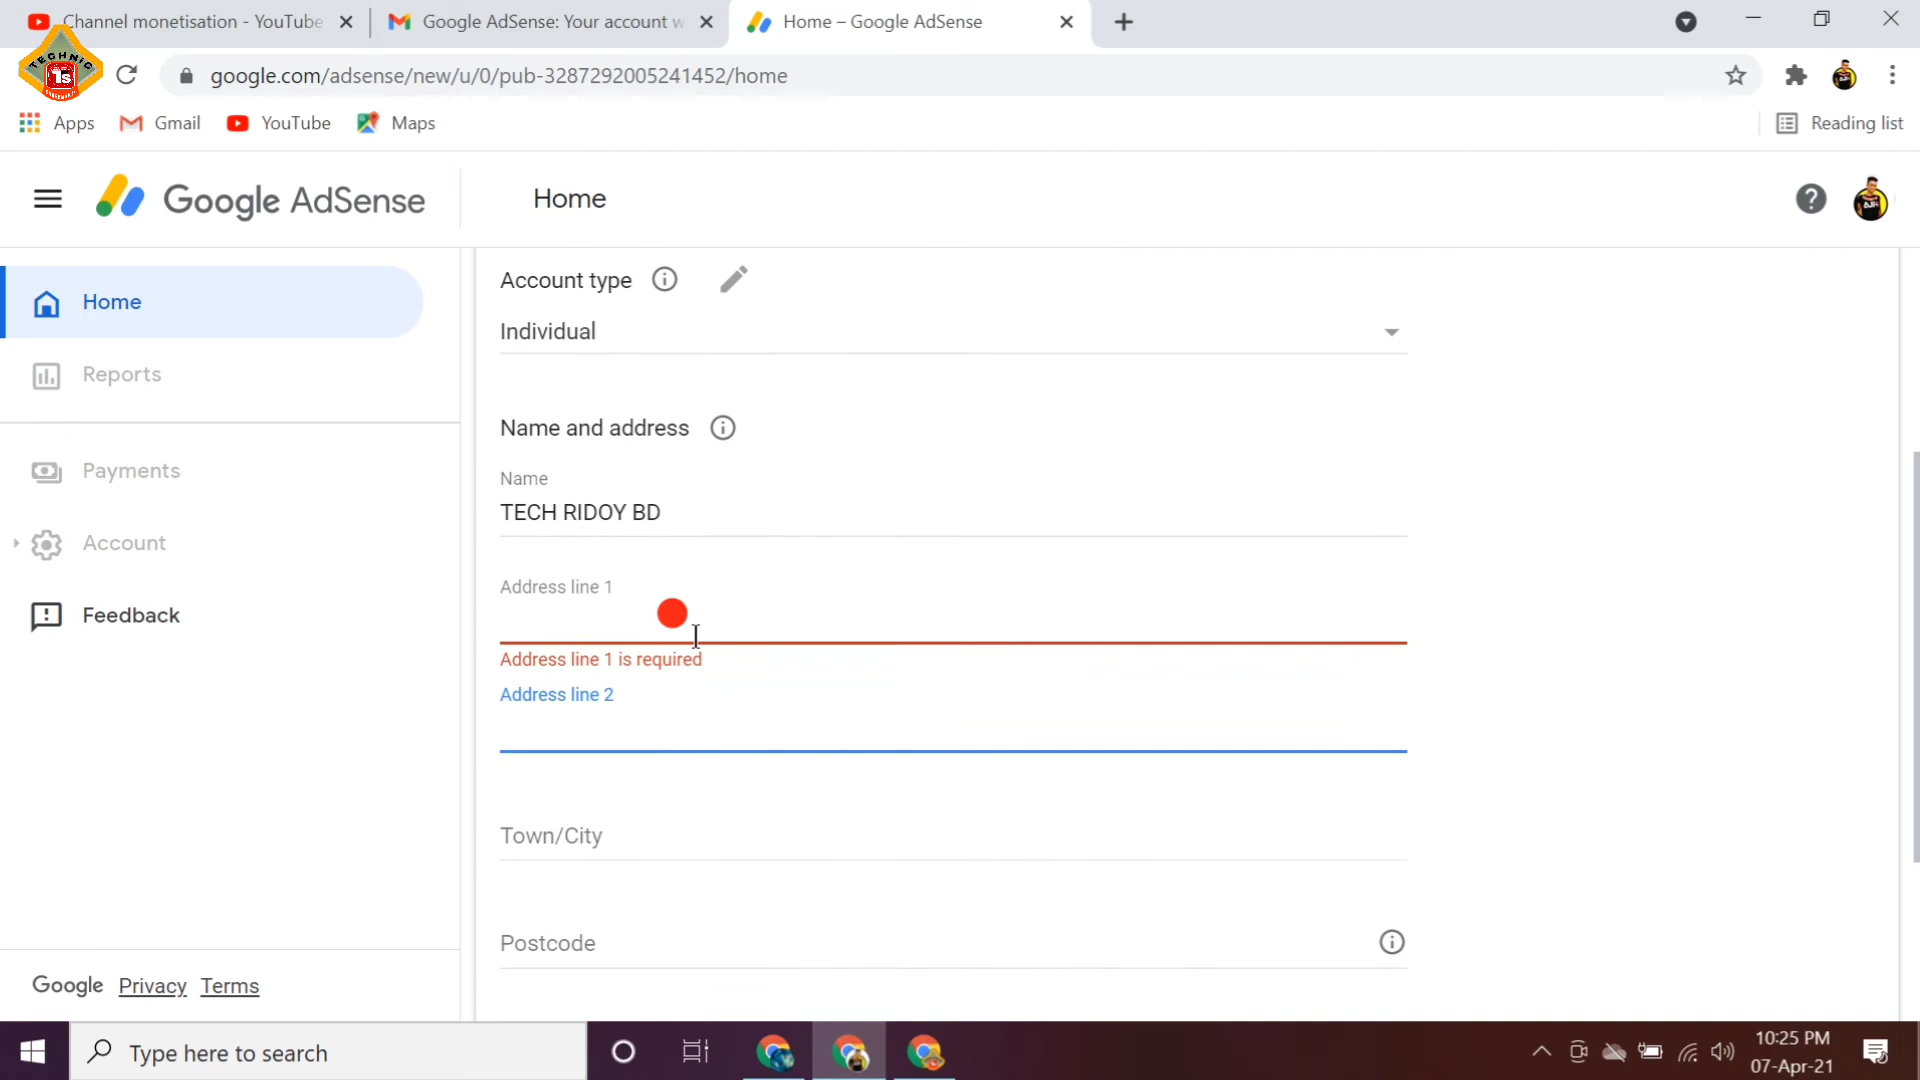 Channel monetisation - YouTube
Google AdSense: Your account w
Home – Google AdSense
TECHNIC
1s
google.com/adsense/new/u/0/pub-3287292005241452/home
Apps
Gmail
YouTube
Maps
Reading list
Google AdSense
Home
Home
Reports
Payments
Account
Feedback
Google
Privacy
Terms
Account type
Individual
Name and address
Name
TECH RIDOY BD
Address line 1
Address line 1 is required
Address line 2
Town/City
Postcode
Type here to search
10:25 PM
07-Apr-21